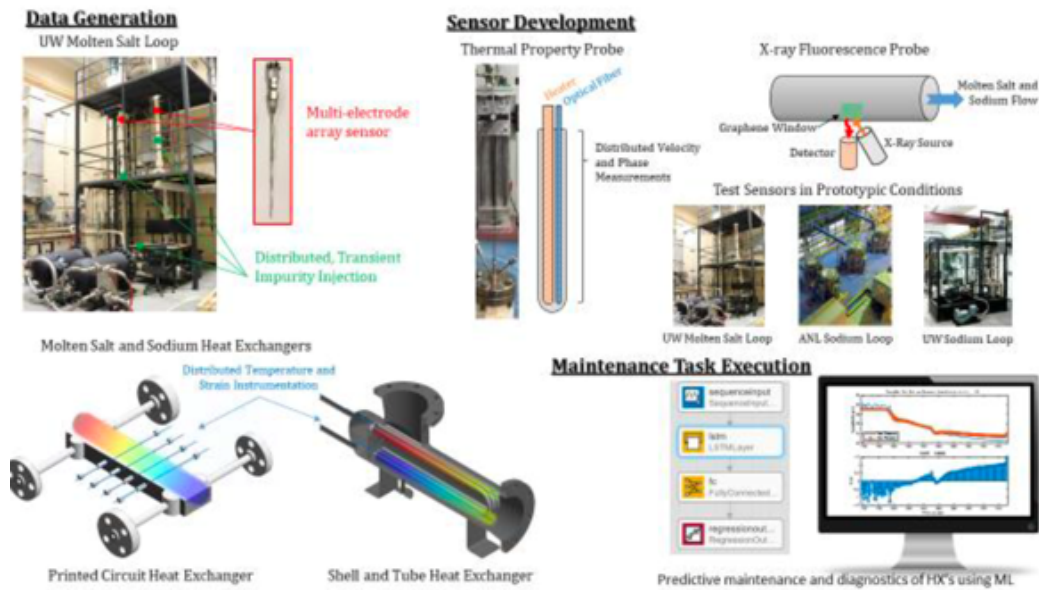 Data Generation
UW Molten Salt Loop
Multi-electrode
array sensor
Distributed, Transient
Impurity Injection
Molten Salt and Sodium Heat Exchangers
Distributed Temperature and
Strain Instrumentation
Printed Circuit Heat Exchanger
Shell and Tube Heat Exchanger
Sensor Development
Thermal Property Probe
Heater
Optical Fiber
Distributed Velocity
and Phase
Measurements
X-ray Fluorescence Probe
Molten Salt and
Sodium Flow
Graphene Window
X-Ray Source
Detector
Test Sensors in Prototypic Conditions
UW Molten Salt Loop
ANL Sodium Loop
UW Sodium Loop
Maintenance Task Execution
sequenceinput
SequenceInput...
lstm
LSTMLayer
fc
FullyConnected...
regressionout...
RegressionOut...
Predictive maintenance and diagnostics of HX's using ML